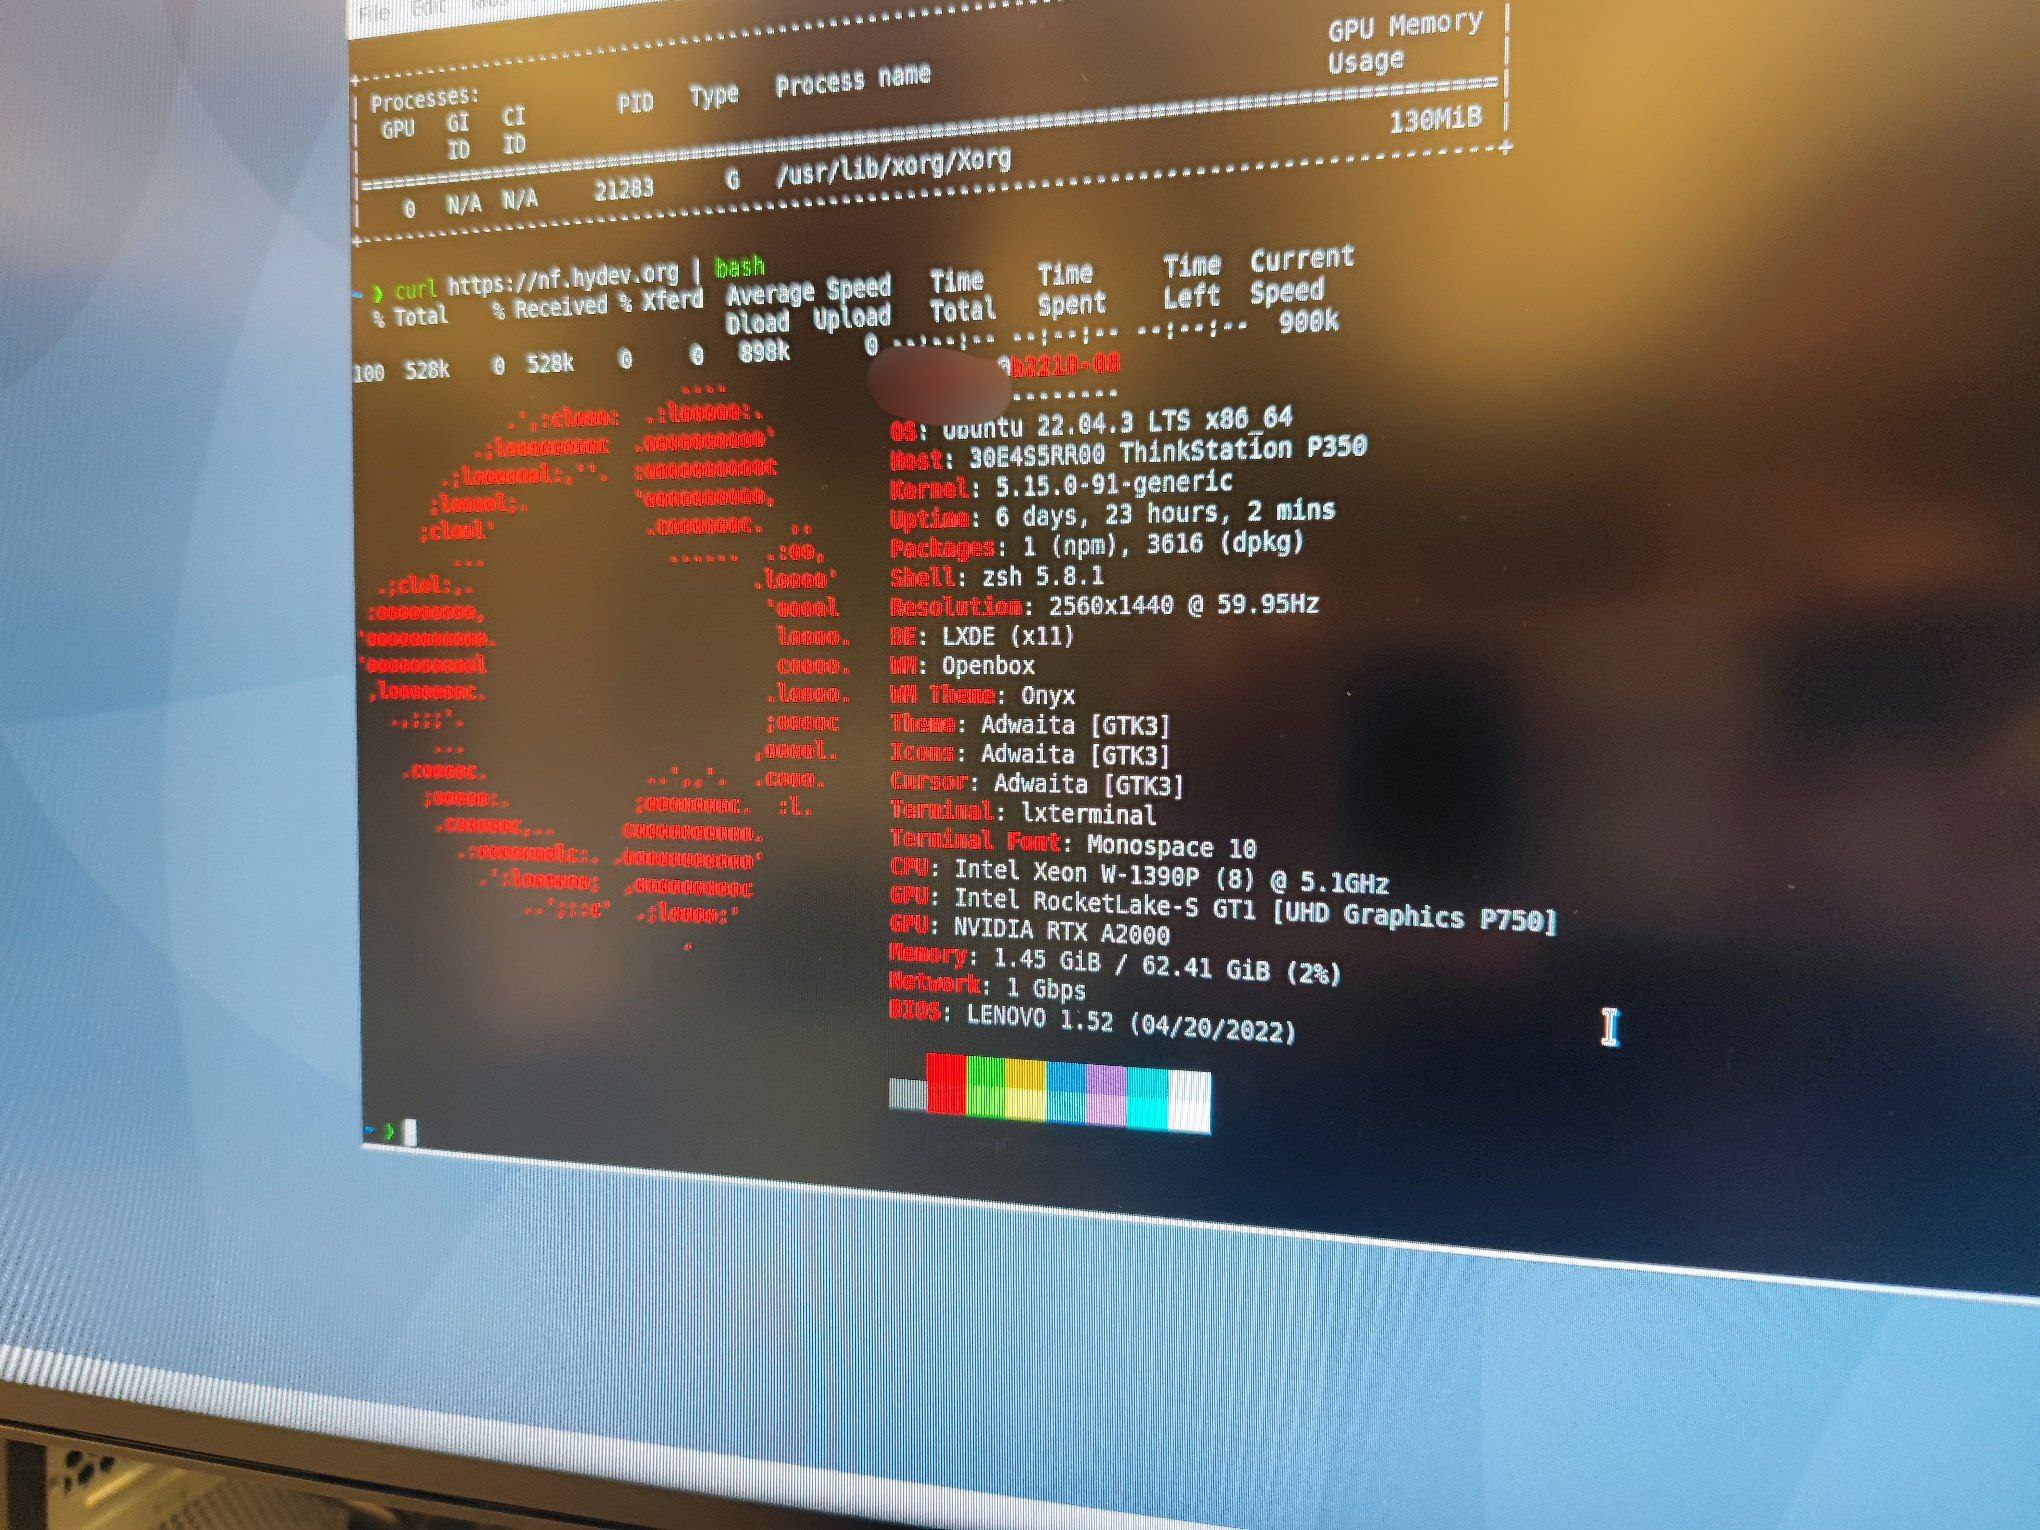 File Edit
GPU Memory
Processes:
GPU GI CI PID Type Process name Usage
ID ID
0 N/A N/A 21283 G /usr/lib/xorg/Xorg 130MiB
~ ❯ curl https://nf.hydev.org | bash
% Total % Received % Xferd Average Speed Time Time Time Current
Dload Upload Total Spent Left Speed
100 528k 0 528k 0 0 898k 0 --:--:-- --:--:-- --:--:-- 900k
b2210-00
OS: Ubuntu 22.04.3 LTS x86_64
Host: 30E4S5RR00 ThinkStation P350
Kernel: 5.15.0-91-generic
Uptime: 6 days, 23 hours, 2 mins
Packages: 1 (npm), 3616 (dpkg)
Shell: zsh 5.8.1
Resolution: 2560x1440 @ 59.95Hz
DE: LXDE (x11)
WM: Openbox
WM Theme: Onyx
Theme: Adwaita [GTK3]
Icons: Adwaita [GTK3]
Cursor: Adwaita [GTK3]
Terminal: lxterminal
Terminal Font: Monospace 10
CPU: Intel Xeon W-1390P (8) @ 5.1GHz
GPU: Intel RocketLake-S GT1 [UHD Graphics P750]
GPU: NVIDIA RTX A2000
Memory: 1.45 GiB / 62.41 GiB (2%)
Network: 1 Gbps
BIOS: LENOVO 1.52 (04/20/2022)
~ ❯